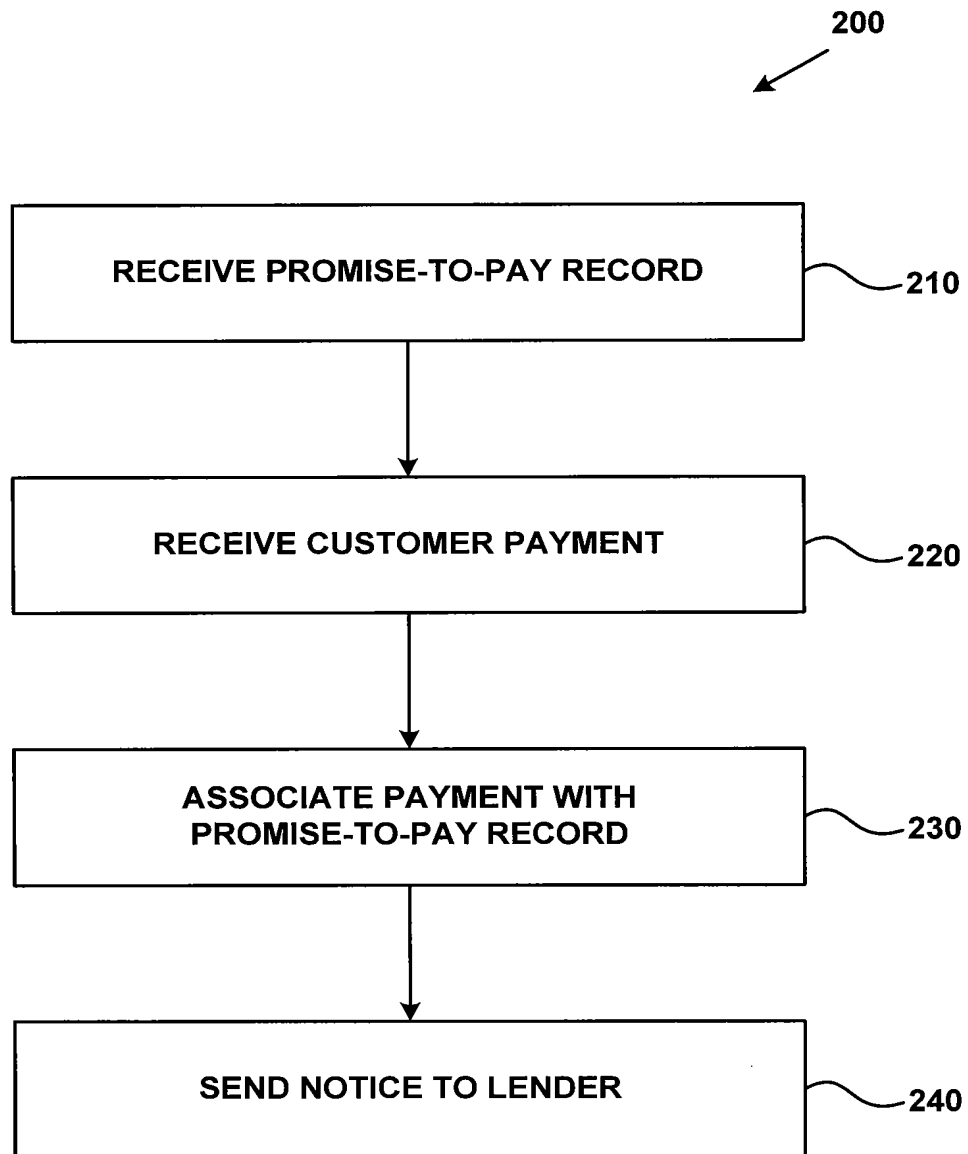 200
RECEIVE PROMISE-TO-PAY RECORD
210
RECEIVE CUSTOMER PAYMENT
220
ASSOCIATE PAYMENT WITH
PROMISE-TO-PAY RECORD
230
SEND NOTICE TO LENDER
240